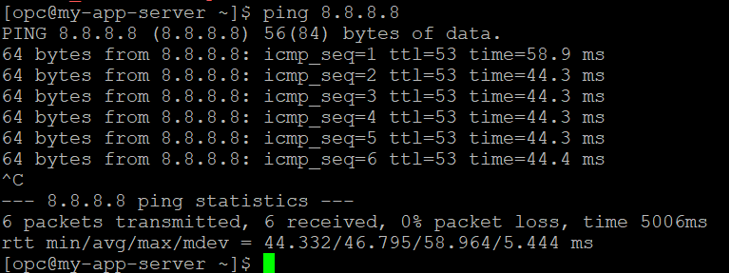 [opc@my-app-server ~]$ ping 8.8.8.8
PING 8.8.8.8 (8.8.8.8) 56(84) bytes of data.
64 bytes from 8.8.8.8: icmp_seq=1 ttl=53 time=58.9 ms
64 bytes from 8.8.8.8: icmp_seq=2 ttl=53 time=44.3 ms
64 bytes from 8.8.8.8: icmp_seq=3 ttl=53 time=44.3 ms
64 bytes from 8.8.8.8: icmp_seq=4 ttl=53 time=44.3 ms
64 bytes from 8.8.8.8: icmp_seq=5 ttl=53 time=44.3 ms
64 bytes from 8.8.8.8: icmp_seq=6 ttl=53 time=44.4 ms
^C
--- 8.8.8.8 ping statistics ---
6 packets transmitted, 6 received, 0% packet loss, time 5006ms
rtt min/avg/max/mdev = 44.332/46.795/58.964/5.444 ms
[opc@my-app-server ~]$